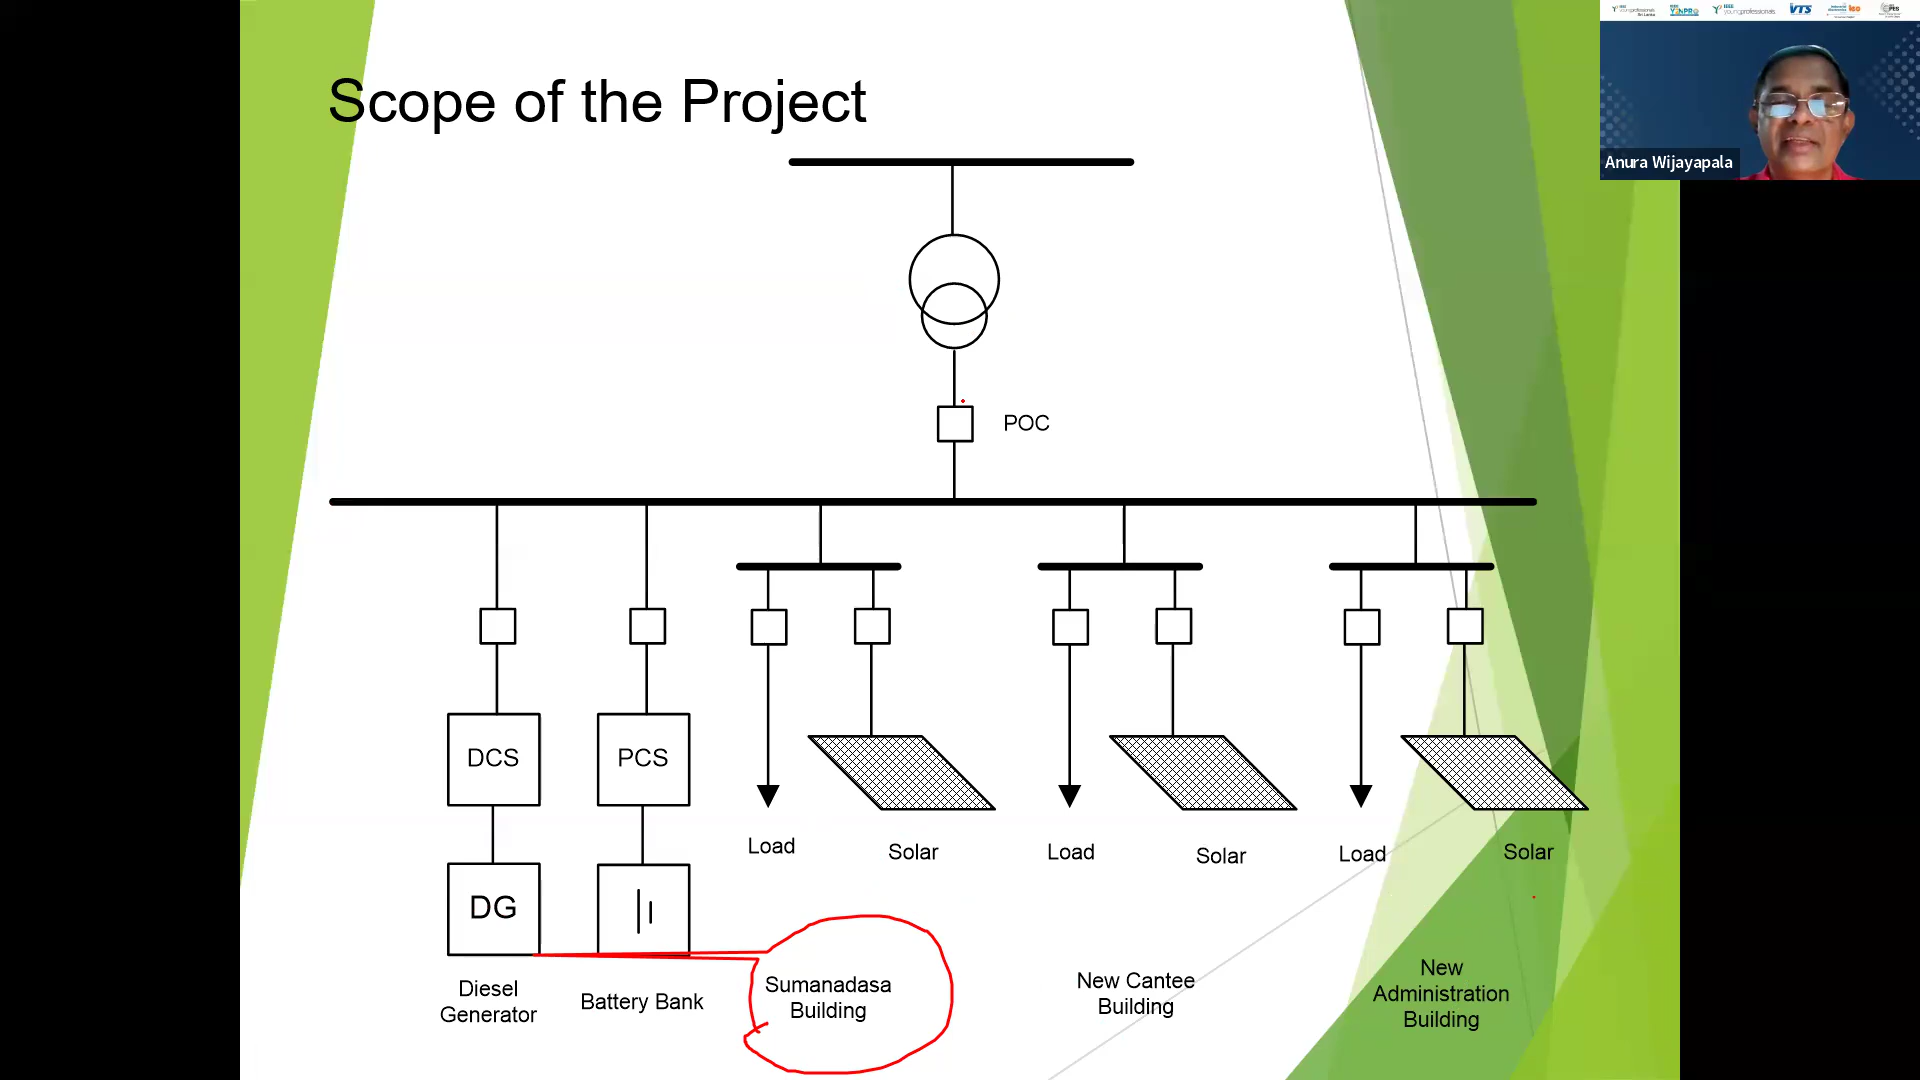 Scope of the Project
VTS
Anura Wijayapala
POC
DCS
PCS
Load
Solar
Load
Solar
Load
Solar
DG
Diesel
Generator
Battery Bank
Sumanadasa
Building
New Cantee
Building
New
Administration
Building